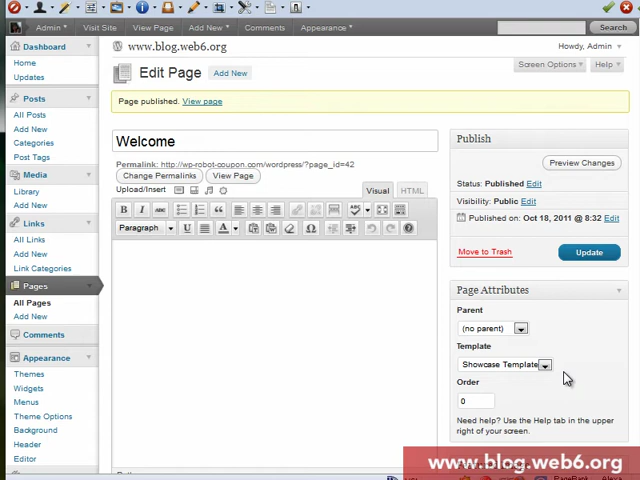 Admin
Visit Site
View Page
Add New
Comments
Appearance
Search
www.blog.web6.org
Howdy, Admin
Dashboard
Home
Updates
Posts
All Posts
Add New
Categories
Post Tags
Media
Library
Add New
Links
All Links
Add New
Link Categories
Pages
All Pages
Add New
Comments
Appearance
Themes
Widgets
Menus
Theme Options
Background
Header
Editor
Screen Options
Help
Edit Page
Add New
Page published. View page
Welcome
Permalink: http://wp-robot-coupon.com/wordpress/?page_id=42
Change Permalinks
View Page
Upload/Insert
Visual
HTML
B I ABC
ABC
Paragraph
U
A
Ω
Publish
Preview Changes
Status: Published Edit
Visibility: Public Edit
Published on: Oct 18, 2011 @ 8:32 Edit
Move to Trash
Update
Page Attributes
Parent
(no parent)
Template
Showcase Template
Order
0
Need help? Use the Help tab in the upper
right of your screen.
www.blog.web6.org
PageRank
Alexa